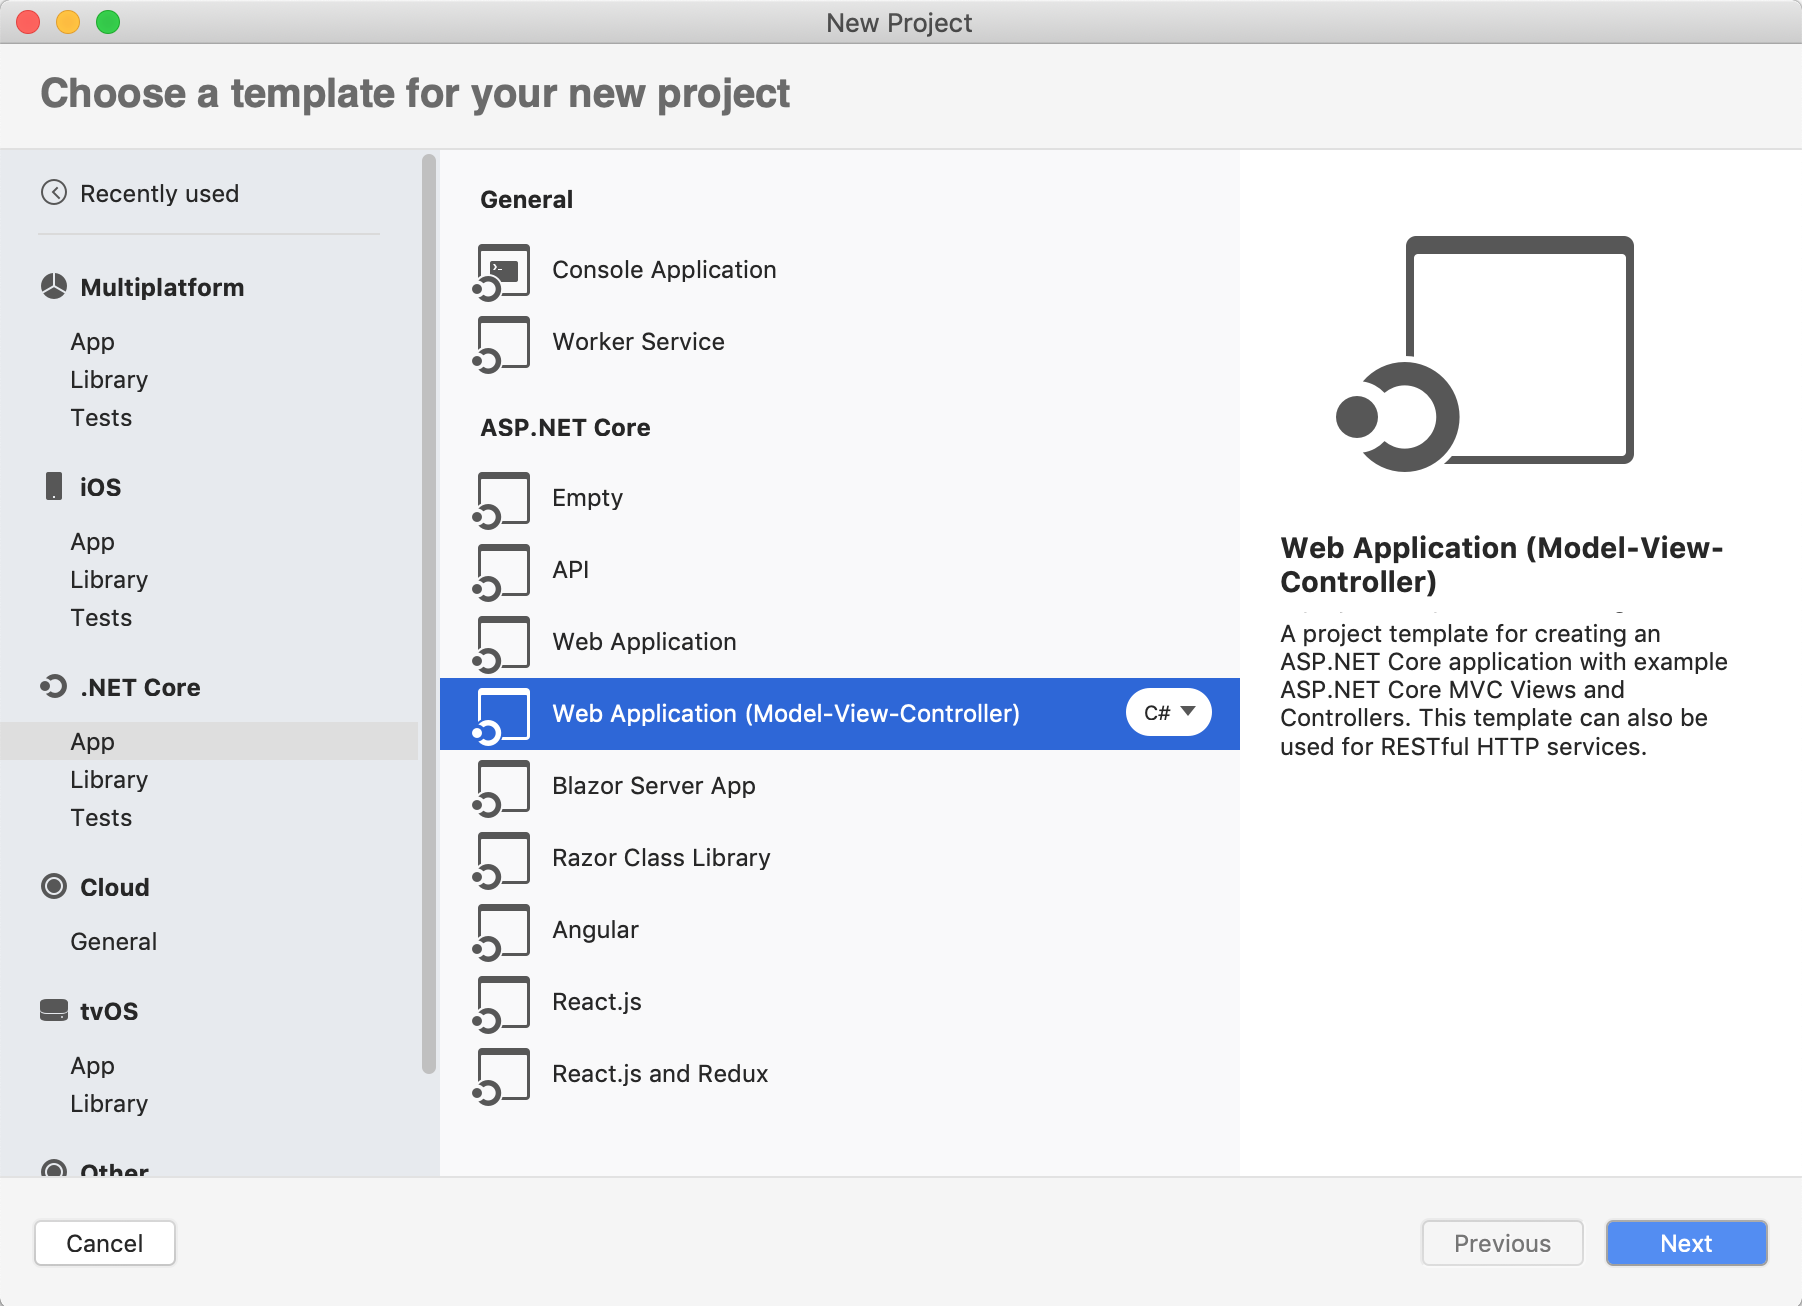 New Project
Choose a template for your new project
Recently used
Multiplatform
App
Library
Tests
iOS
App
Library
Tests
.NET Core
App
Library
Tests
Cloud
General
tvOS
App
Library
Other
General
Console Application
Worker Service
ASP.NET Core
Empty
API
Web Application
Web Application (Model-View-Controller)
C#
Blazor Server App
Razor Class Library
Angular
React.js
React.js and Redux
Web Application (Model-View-
Controller)
A project template for creating an
ASP.NET Core application with example
ASP.NET Core MVC Views and
Controllers. This template can also be
used for RESTful HTTP services.
Cancel
Previous
Next